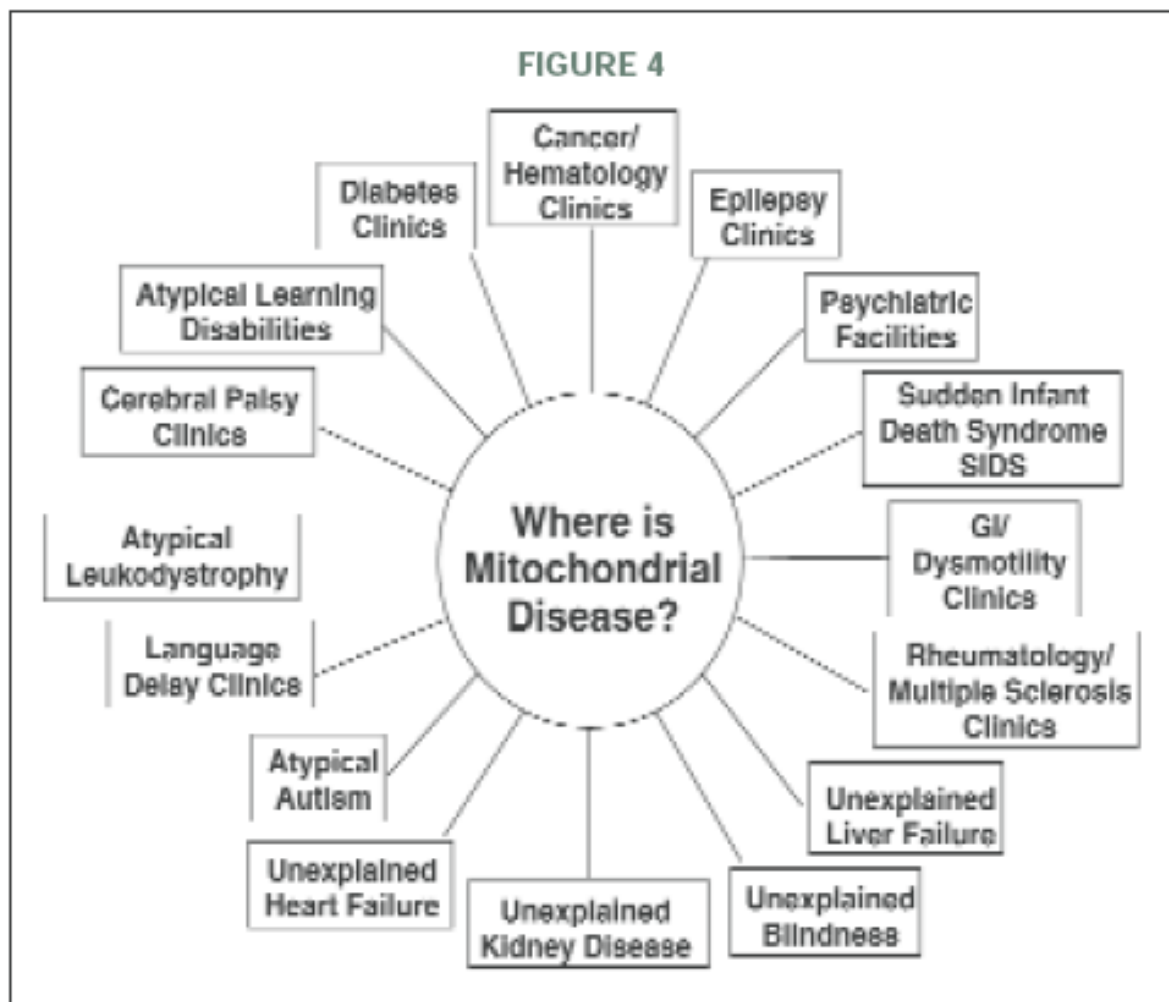 FIGURE 4
Cancer/
Hematology
Clinics
Epilepsy
Clinics
Psychiatric
Facilities
Sudden Infant
Death Syndrome
SIDS
GI/
Dysmotility
Clinics
Rheumatology/
Multiple Sclerosis
Clinics
Unexplained
Liver Failure
Unexplained
Blindness
Unexplained
Kidney Disease
Unexplained
Heart Failure
Atypical
Autism
Language
Delay Clinics
Atypical
Leukodystrophy
Cerebral Palsy
Clinics
Atypical Learning
Disabilities
Diabetes
Clinics
Where is
Mitochondrial
Disease?